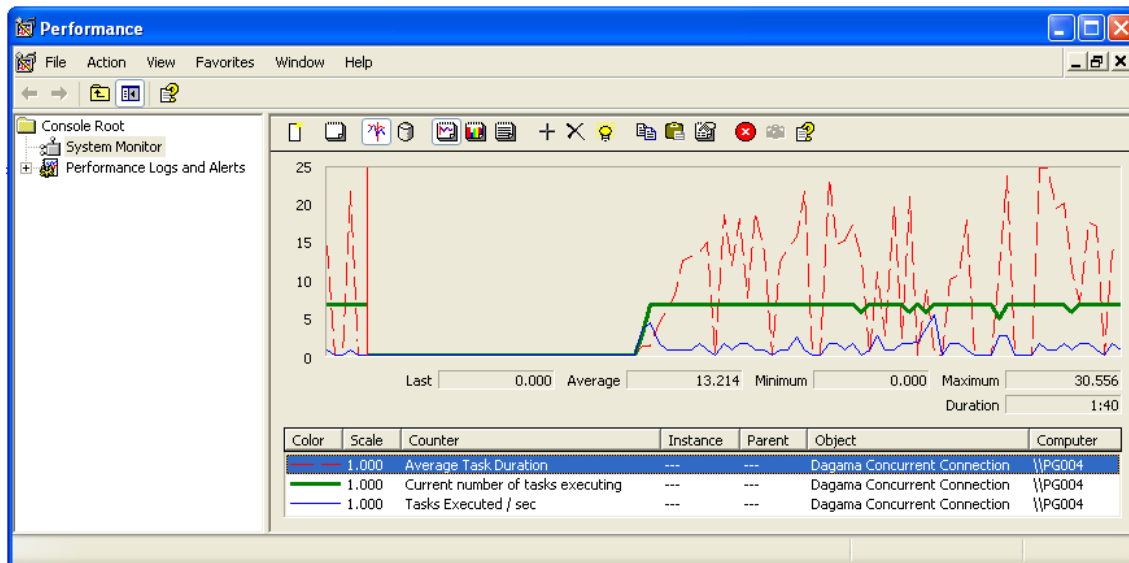 Performance
File Action View Favorites Window Help
Console Root
System Monitor
Performance Logs and Alerts
25
20
15
10
5
0
Last 0.000 Average 13.214 Minimum 0.000 Maximum 30.556
Duration 1:40
Color Scale Counter Instance Parent Object Computer
1.000 Average Task Duration --- --- Dagama Concurrent Connection \\PG004
1.000 Current number of tasks executing --- --- Dagama Concurrent Connection \\PG004
1.000 Tasks Executed / sec --- --- Dagama Concurrent Connection \\PG004